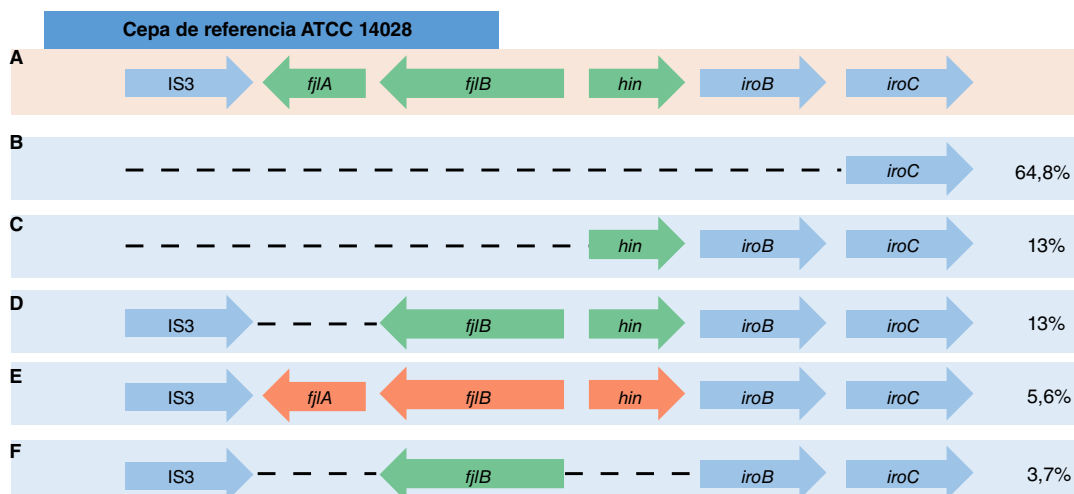 Cepa de referencia ATCC 14028
A
IS3 fjlA fjlB hin iroB iroC
B
iroC 64,8%
C
hin iroB iroC 13%
D
IS3 fjlB hin iroB iroC 13%
E
IS3 fjlA fjlB hin iroB iroC 5,6%
F
IS3 fjlB iroB iroC 3,7%